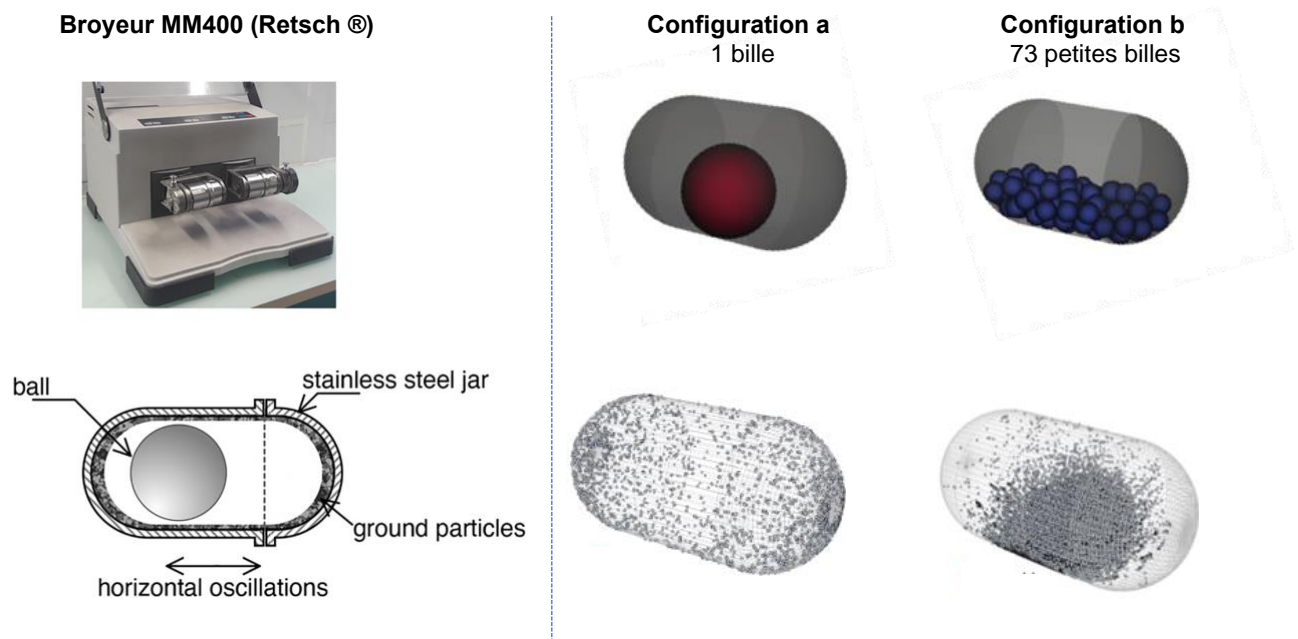 Broyeur MM400 (Retsch ®)
Configuration a
1 bille
Configuration b
73 petites billes
ball
stainless steel jar
ground particles
horizontal oscillations